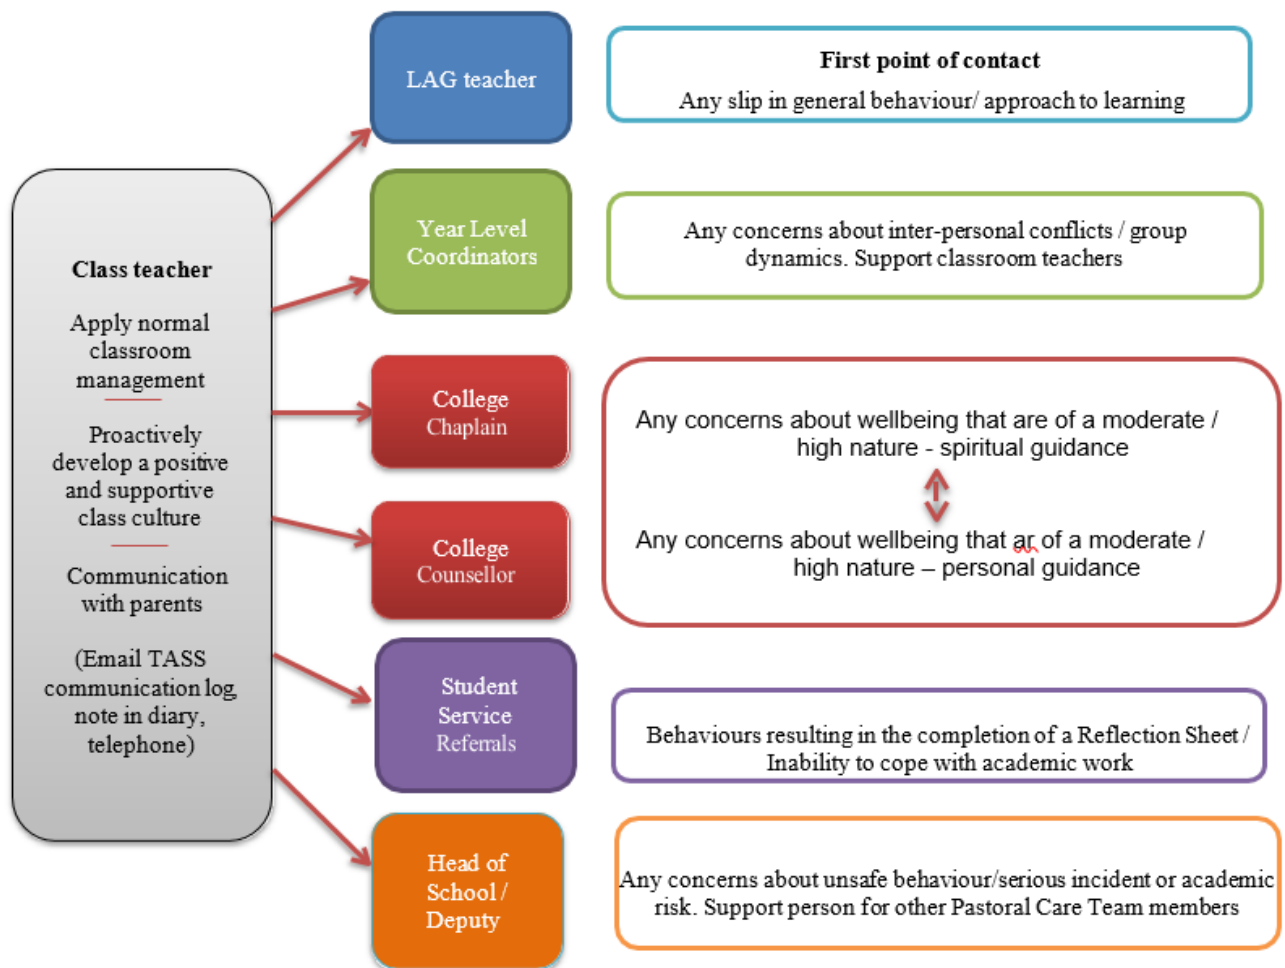 LAG teacher
First point of contact
Any slip in general behaviour/ approach to learning
Class teacher
Apply normal
classroom
management
Proactively
develop a positive
and supportive
class culture
Communication
with parents
(Email TASS
communication log,
note in diary,
telephone)
Year Level
Coordinators
Any concerns about inter-personal conflicts / group
dynamics. Support classroom teachers
College
Chaplain
Any concerns about wellbeing that are of a moderate /
high nature - spiritual guidance
College
Counsellor
Any concerns about wellbeing that ar of a moderate /
high nature – personal guidance
Student
Service
Referrals
Behaviours resulting in the completion of a Reflection Sheet /
Inability to cope with academic work
Head of
School /
Deputy
Any concerns about unsafe behaviour/serious incident or academic
risk. Support person for other Pastoral Care Team members